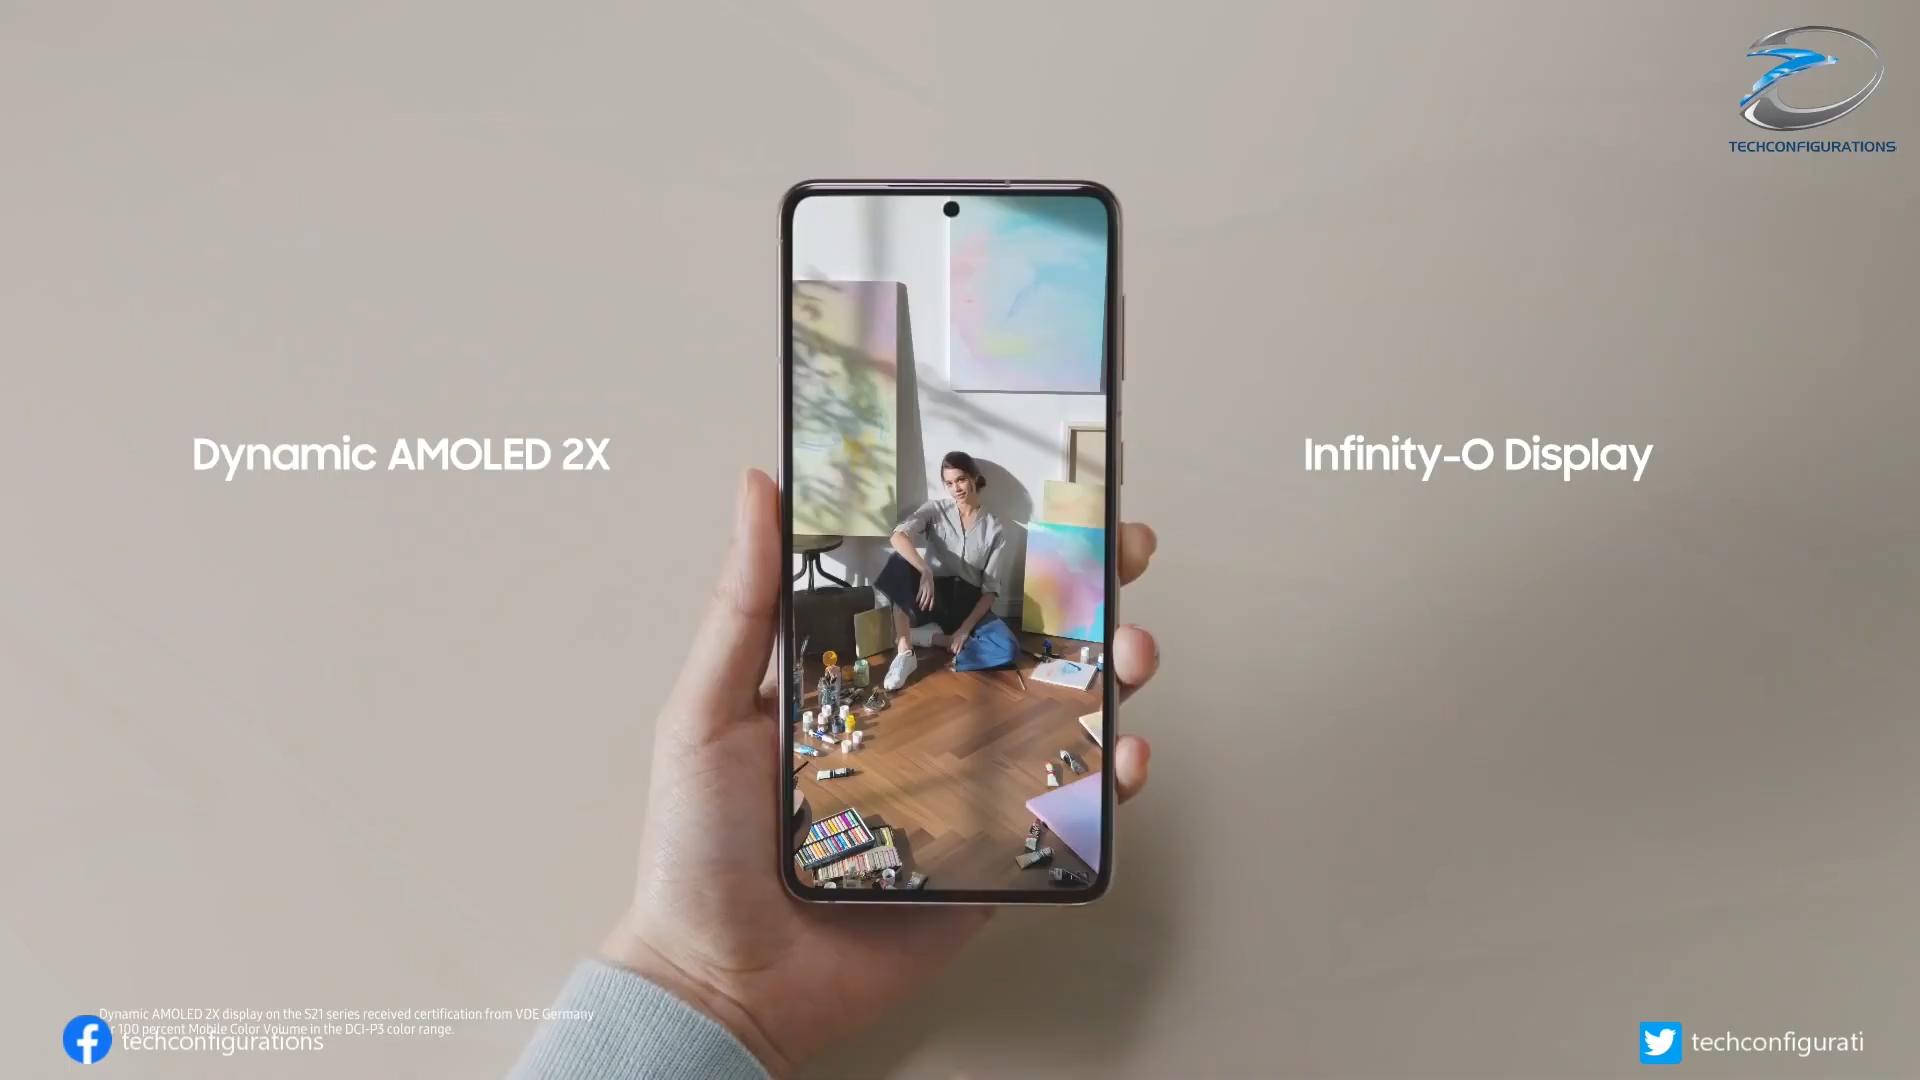 TECHCONFIGURATIONS
Dynamic AMOLED 2X
Infinity-O Display
Dynamic AMOLED 2X display on the S21 series received certification from VDE Germany
100 percent Mobile Color Volume in the DCI-P3 color range.
techconfigurations
techconfigurati